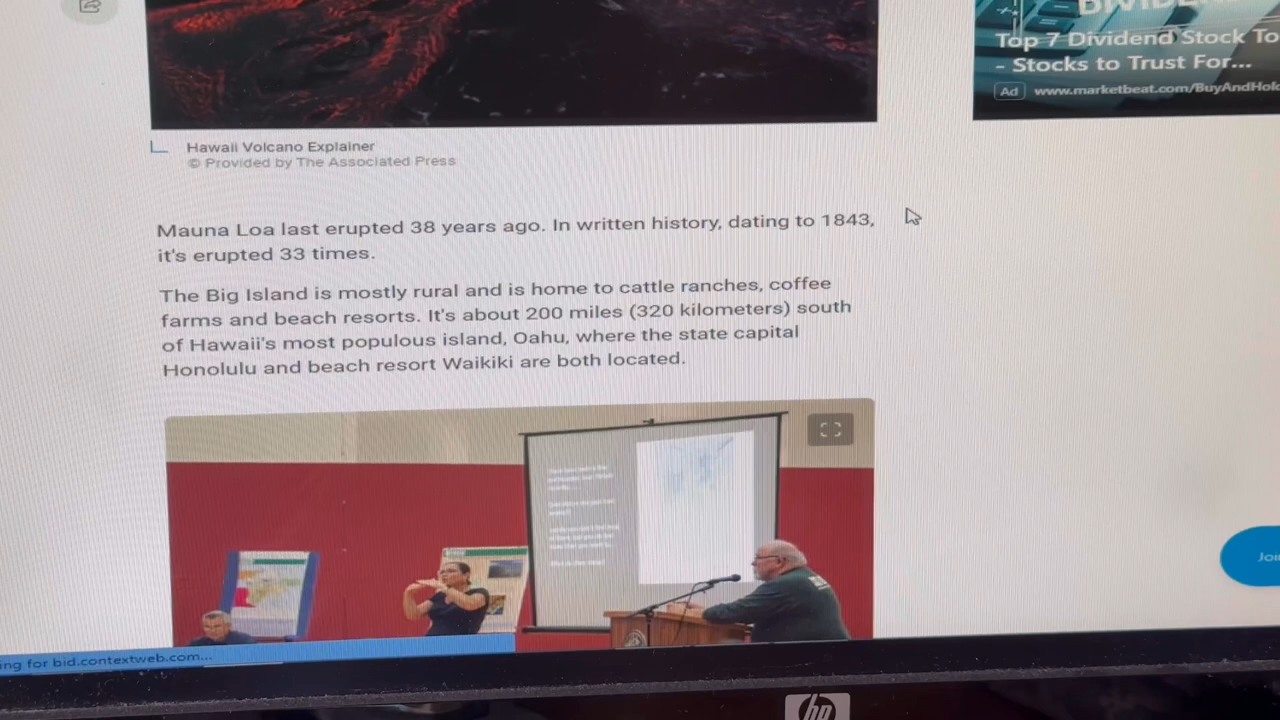 DIVIDEN
Top 7 Dividend Stock To
- Stocks to Trust For...
Ad www.marketbeat.com/BuyAndHold
Hawaii Volcano Explainer
© Provided by The Associated Press
Mauna Loa last erupted 38 years ago. In written history, dating to 1843,
it's erupted 33 times.
The Big Island is mostly rural and is home to cattle ranches, coffee
farms and beach resorts. It's about 200 miles (320 kilometers) south
of Hawaii's most populous island, Oahu, where the state capital
Honolulu and beach resort Waikiki are both located.
Joi
ng for bid.contextweb.com...
hp